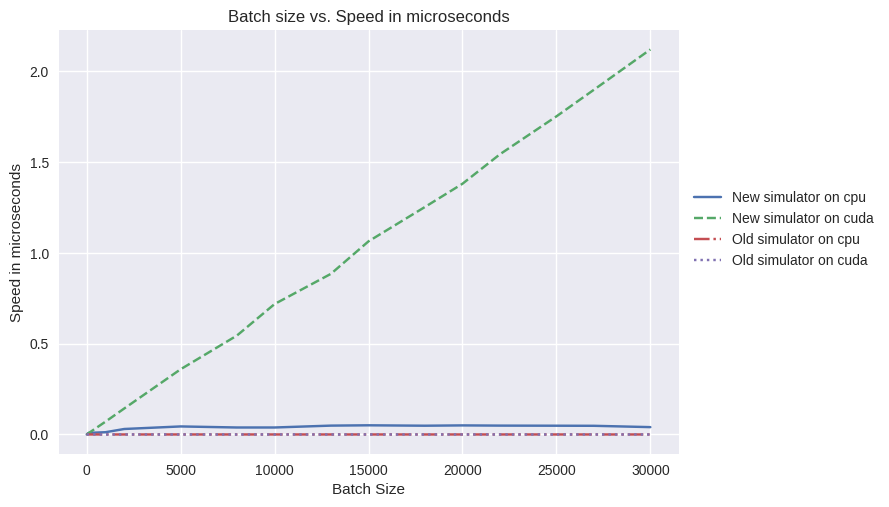 Batch size vs. Speed in microseconds
Speed in microseconds
2.0
1.5
1.0
0.5
0.0
0
5000
10000
15000
20000
25000
30000
Batch Size
New simulator on cpu
New simulator on cuda
Old simulator on cpu
Old simulator on cuda